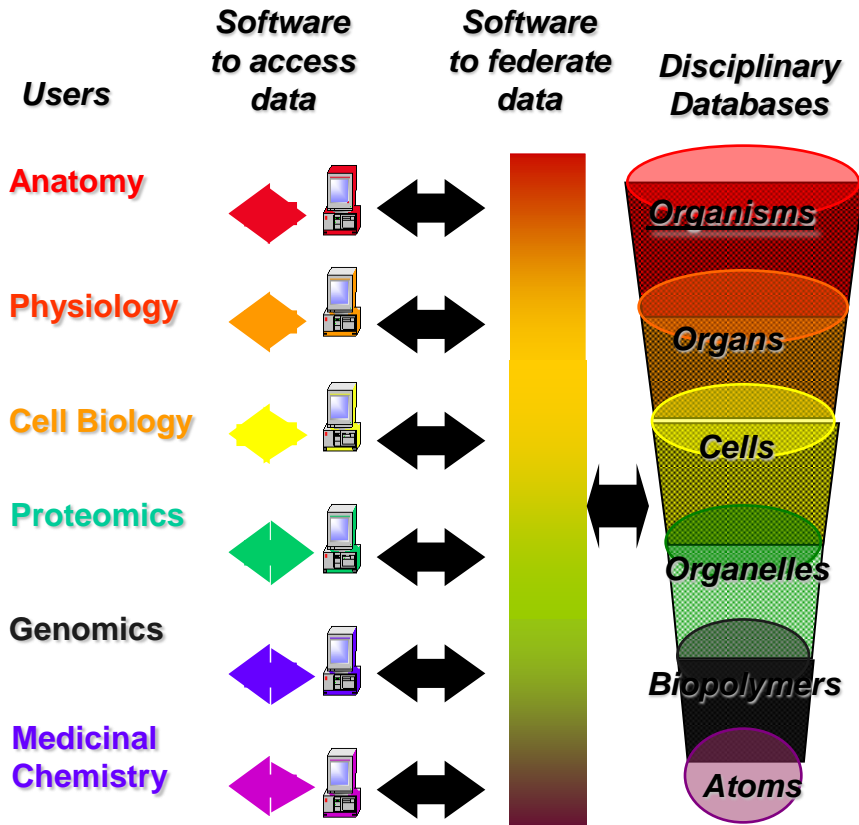 Users
Software
to access
data
Software
to federate
data
Disciplinary
Databases
Anatomy
Physiology
Cell Biology
Proteomics
Genomics
Medicinal
Chemistry
Organisms
Organs
Cells
Organelles
Biopolymers
Atoms